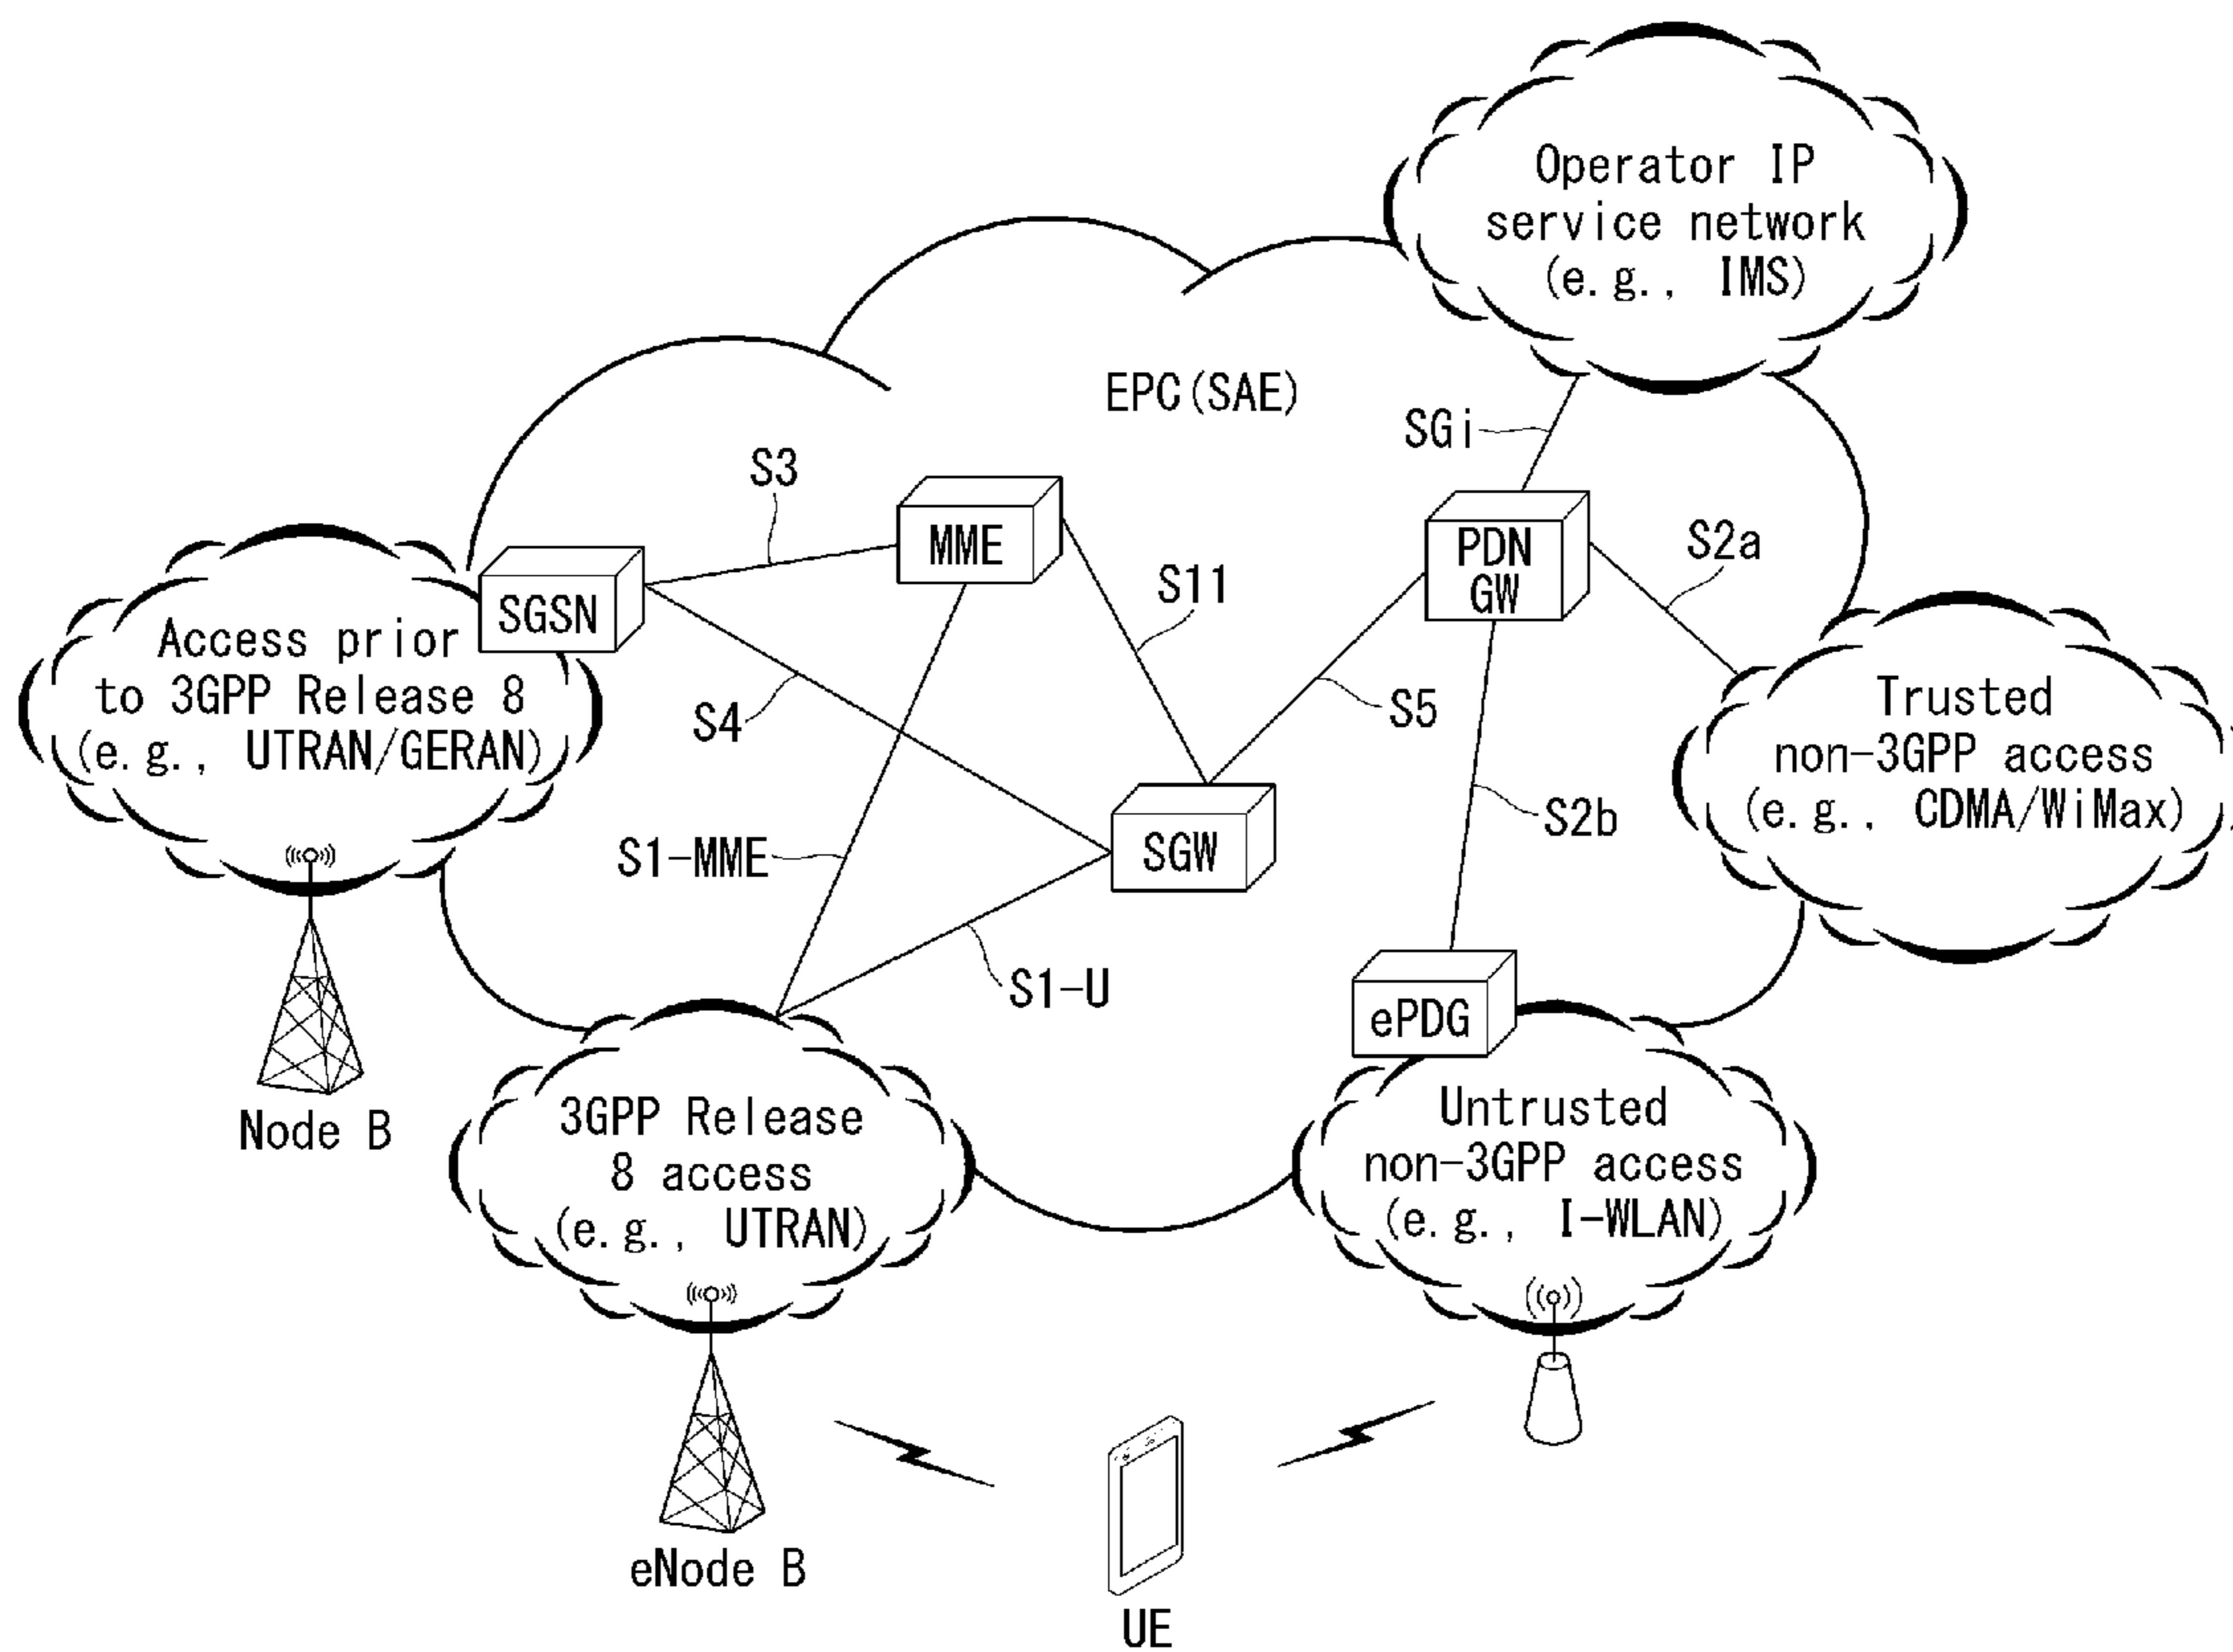 Operator IP
service network
(e.g., IMS)
EPC(SAE)
SGi
S3
MME
PDN
GW
S2a
SGSN
S11
Access prior
to 3GPP Release 8
(e.g., UTRAN/GERAN)
S4
S5
Trusted
non-3GPP access
(e.g., CDMA/WiMax)
S1-MME
SGW
S2b
S1-U
ePDG
Node B
3GPP Release
8 access
(e.g., UTRAN)
Untrusted
non-3GPP access
(e.g., I-WLAN)
eNode B
UE